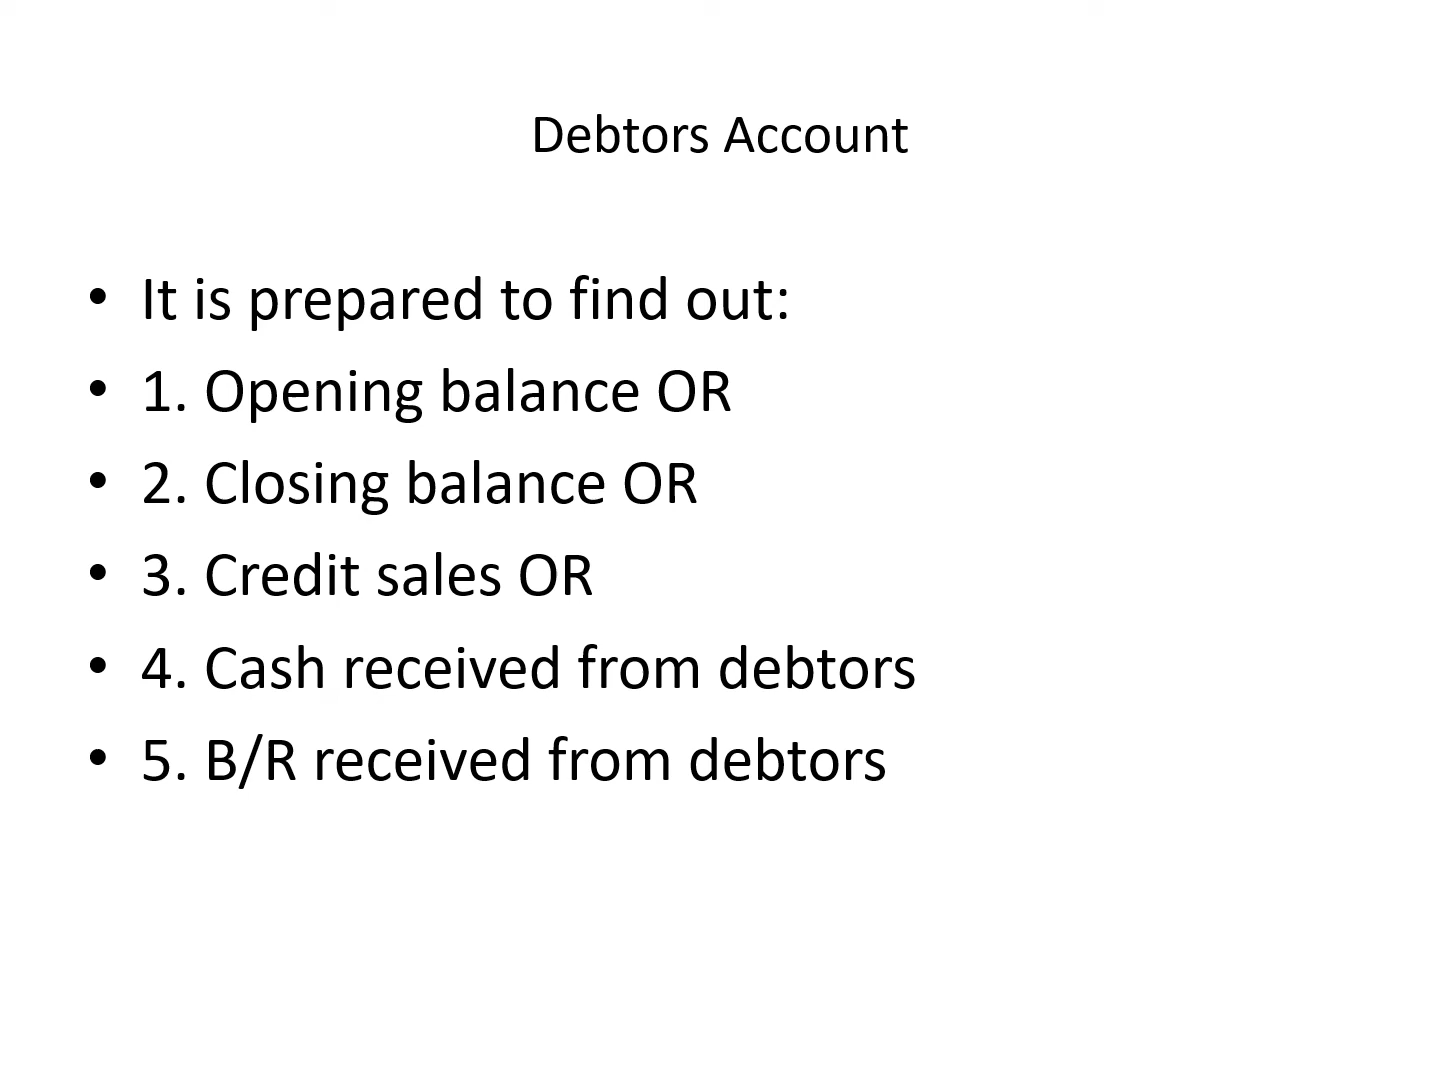 Debtors Account
• It is prepared to find out:
• 1. Opening balance OR
• 2. Closing balance OR
• 3. Credit sales OR
• 4. Cash received from debtors
• 5. B/R received from debtors